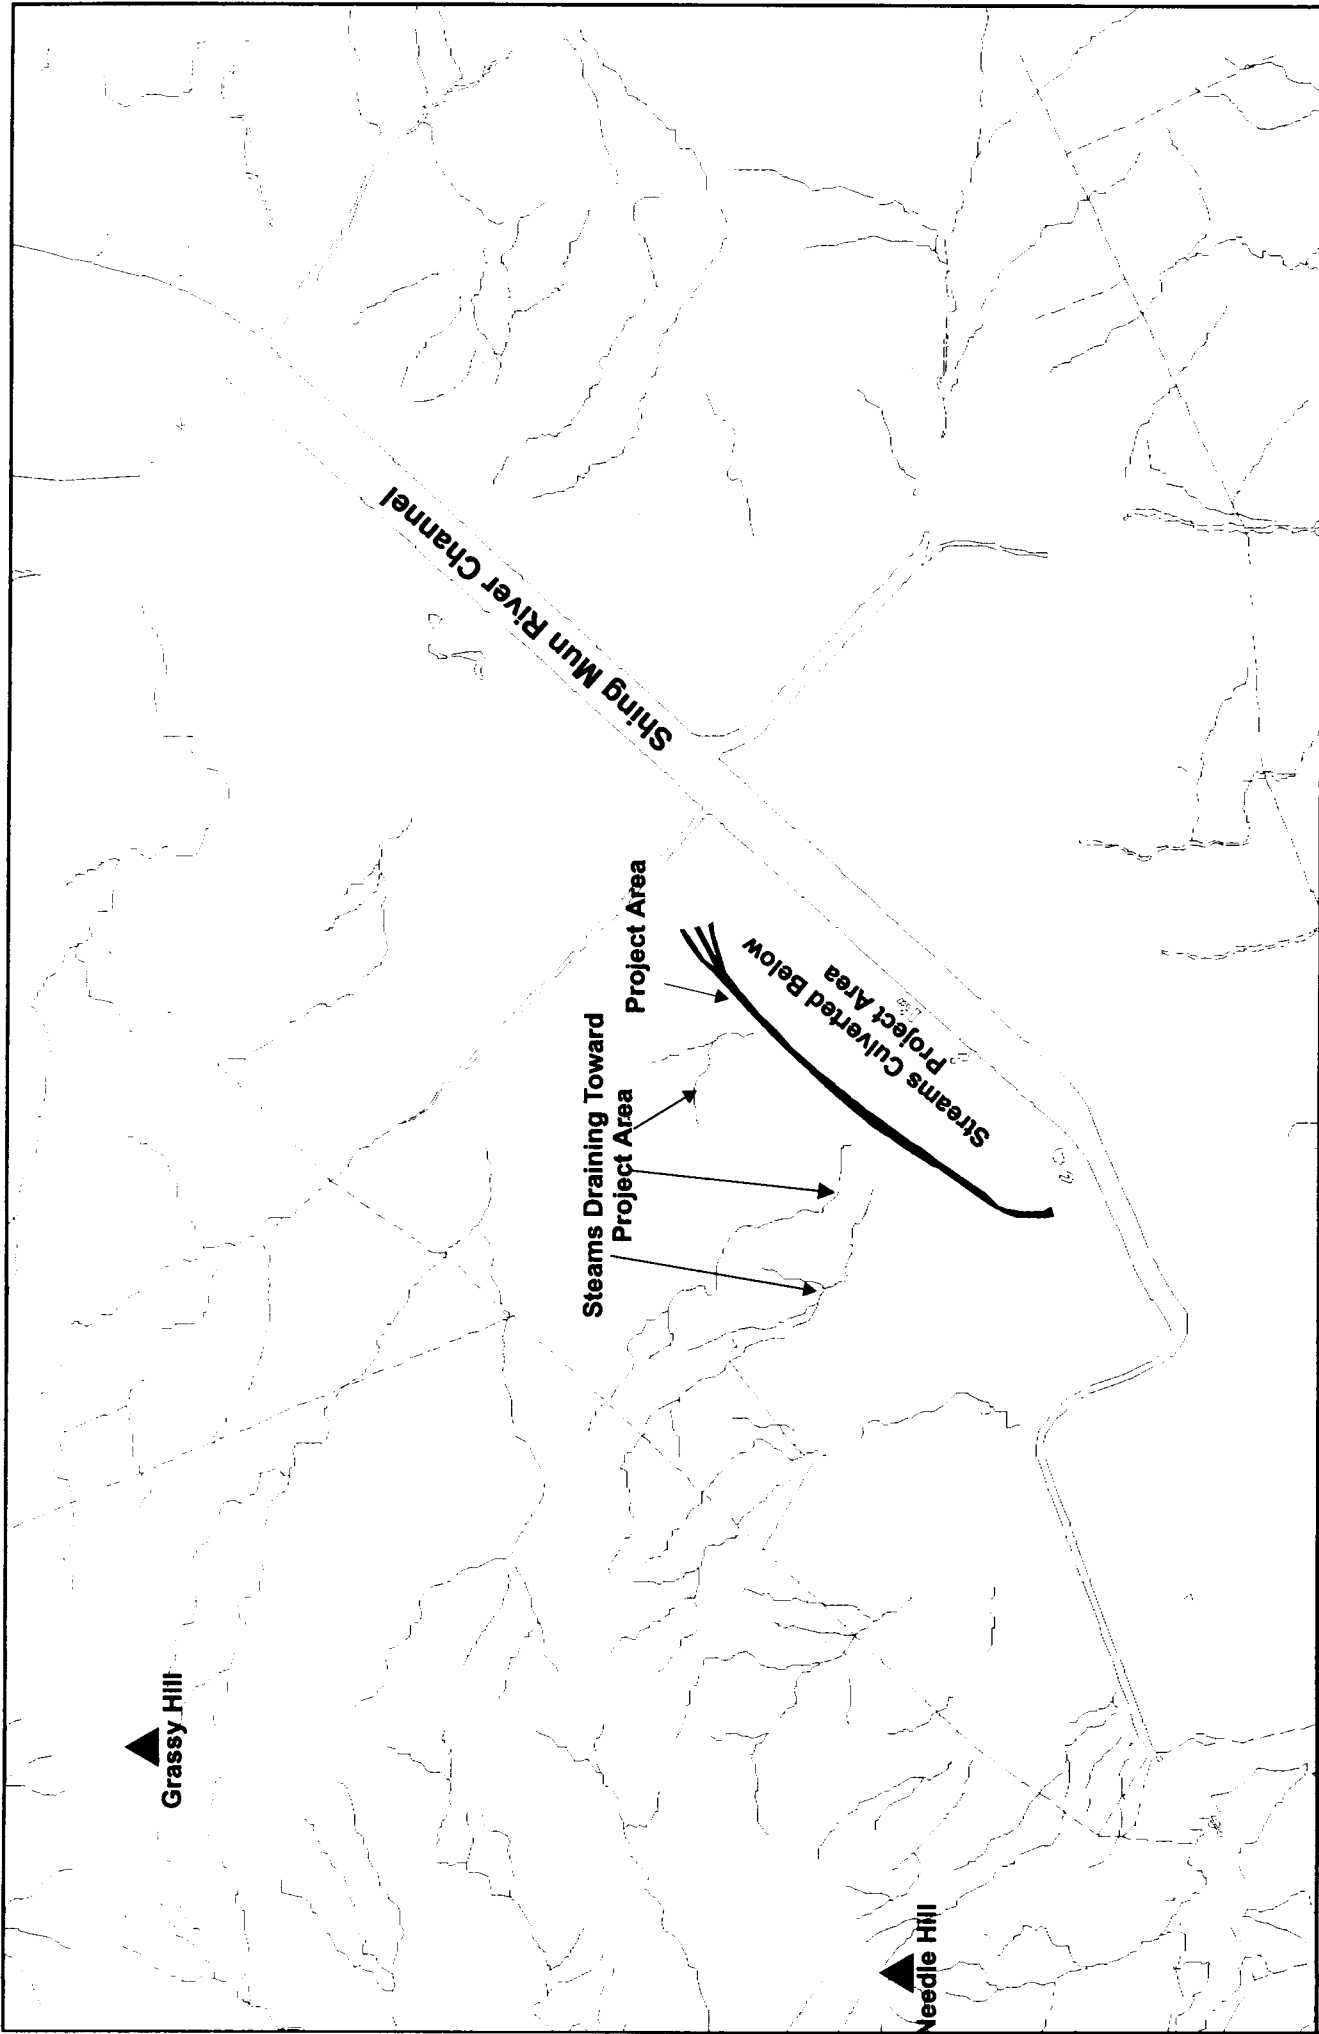 Grassy Hill
Needle Hill
Steams Draining Toward
Project Area
Project Area
Streams Culverted Below
Project Area
Shing Mun River Channel